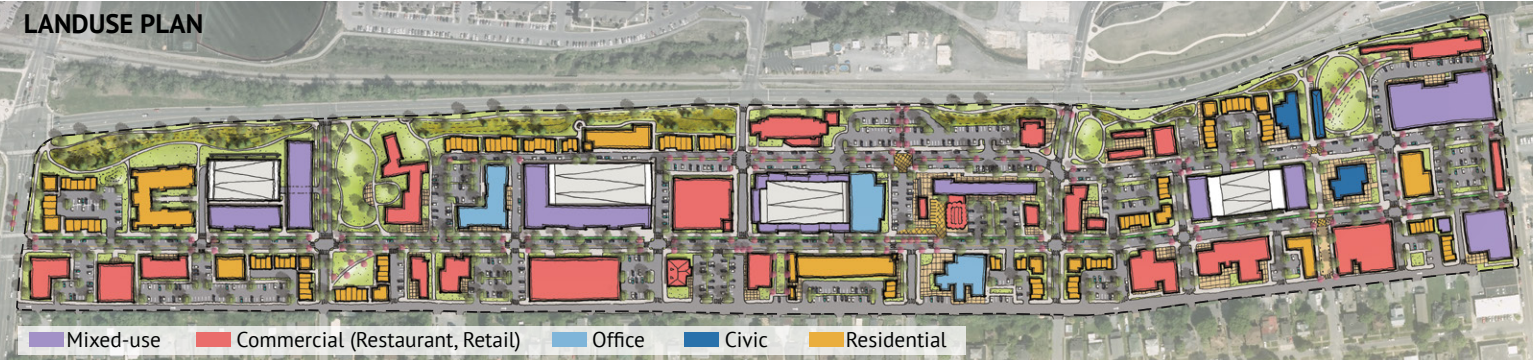 LANDUSE PLAN
Mixed-use Commercial (Restaurant, Retail) Office Civic Residential